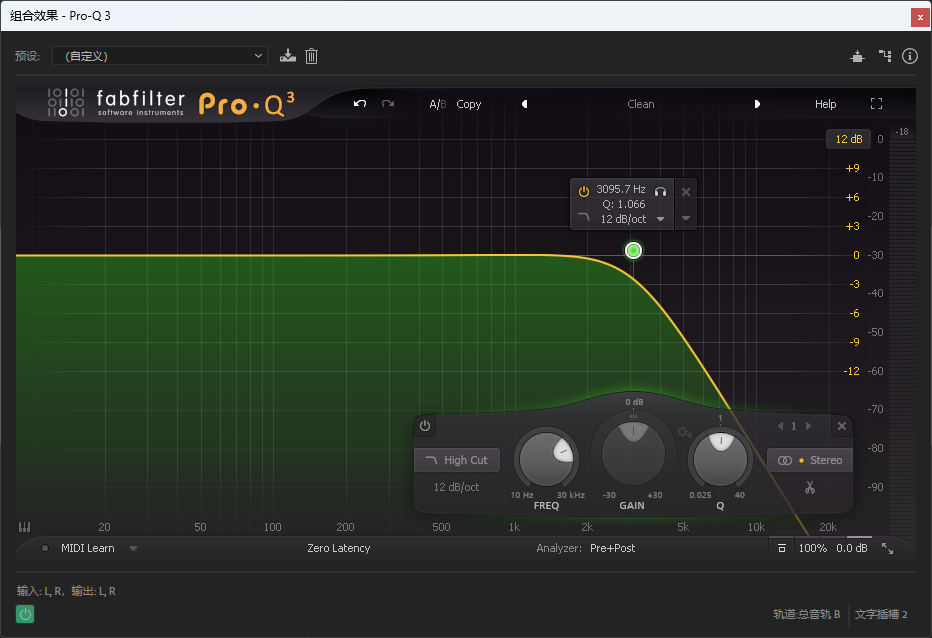 组合效果 - Pro-Q 3
x
预设: (自定义)
fabfilter
software instruments
Pro·Q3
A/B Copy Clean Help
12 dB 0 -18
+9 -10
+6 -20
+3
0 -30
-3 -40
-6 -50
-9
-12 -60
-70
-80
-90
3095.7 Hz
Q: 1.066
12 dB/oct
0 dB
1
1
High Cut
Stereo
12 dB/oct
10 Hz 30 kHz -30 +30 0.025 40
FREQ GAIN Q
20 50 100 200 500 1k 2k 5k 10k 20k
MIDI Learn Zero Latency Analyzer: Pre+Post 100% 0.0 dB
输入: L, R，输出: L, R
轨道:总音轨 B 文字插槽 2